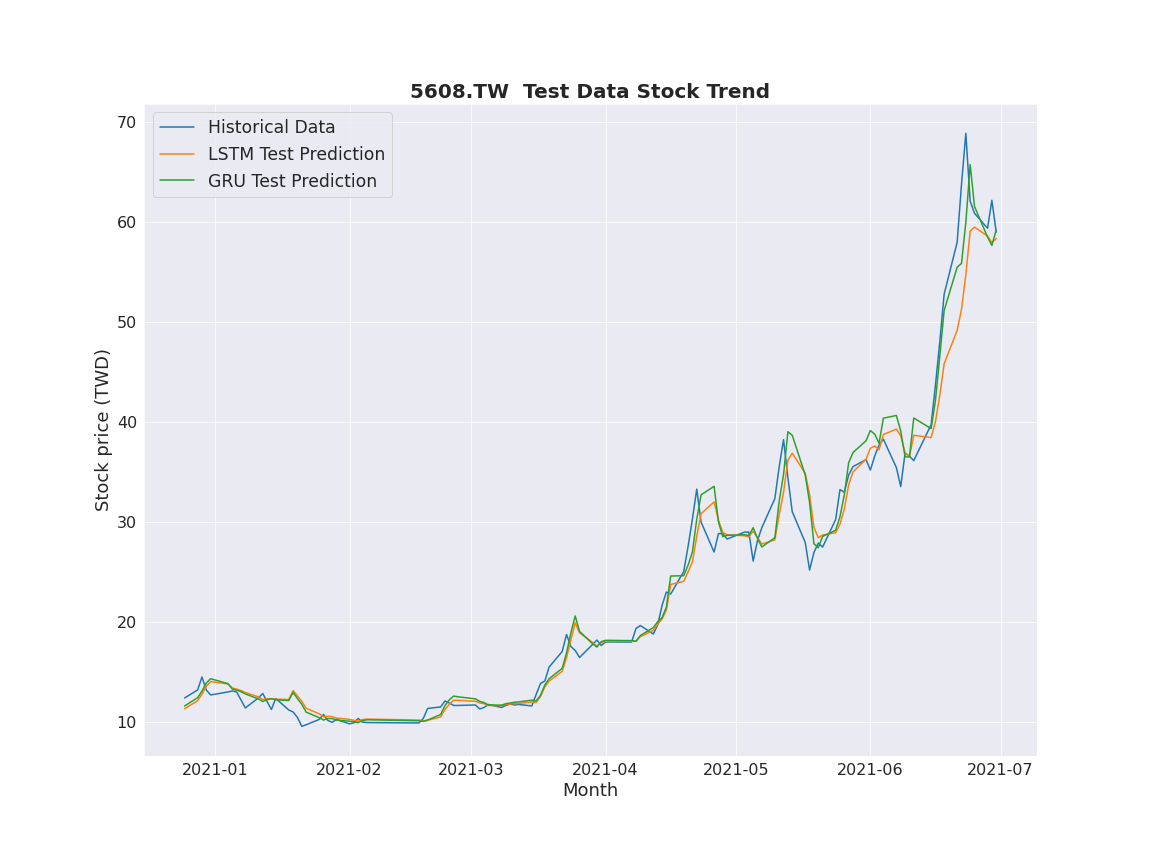 5608.TW  Test Data Stock Trend
Historical Data
LSTM Test Prediction
GRU Test Prediction
Stock price (TWD)
70
60
50
40
30
20
10
2021-01 2021-02 2021-03 2021-04 2021-05 2021-06 2021-07
Month